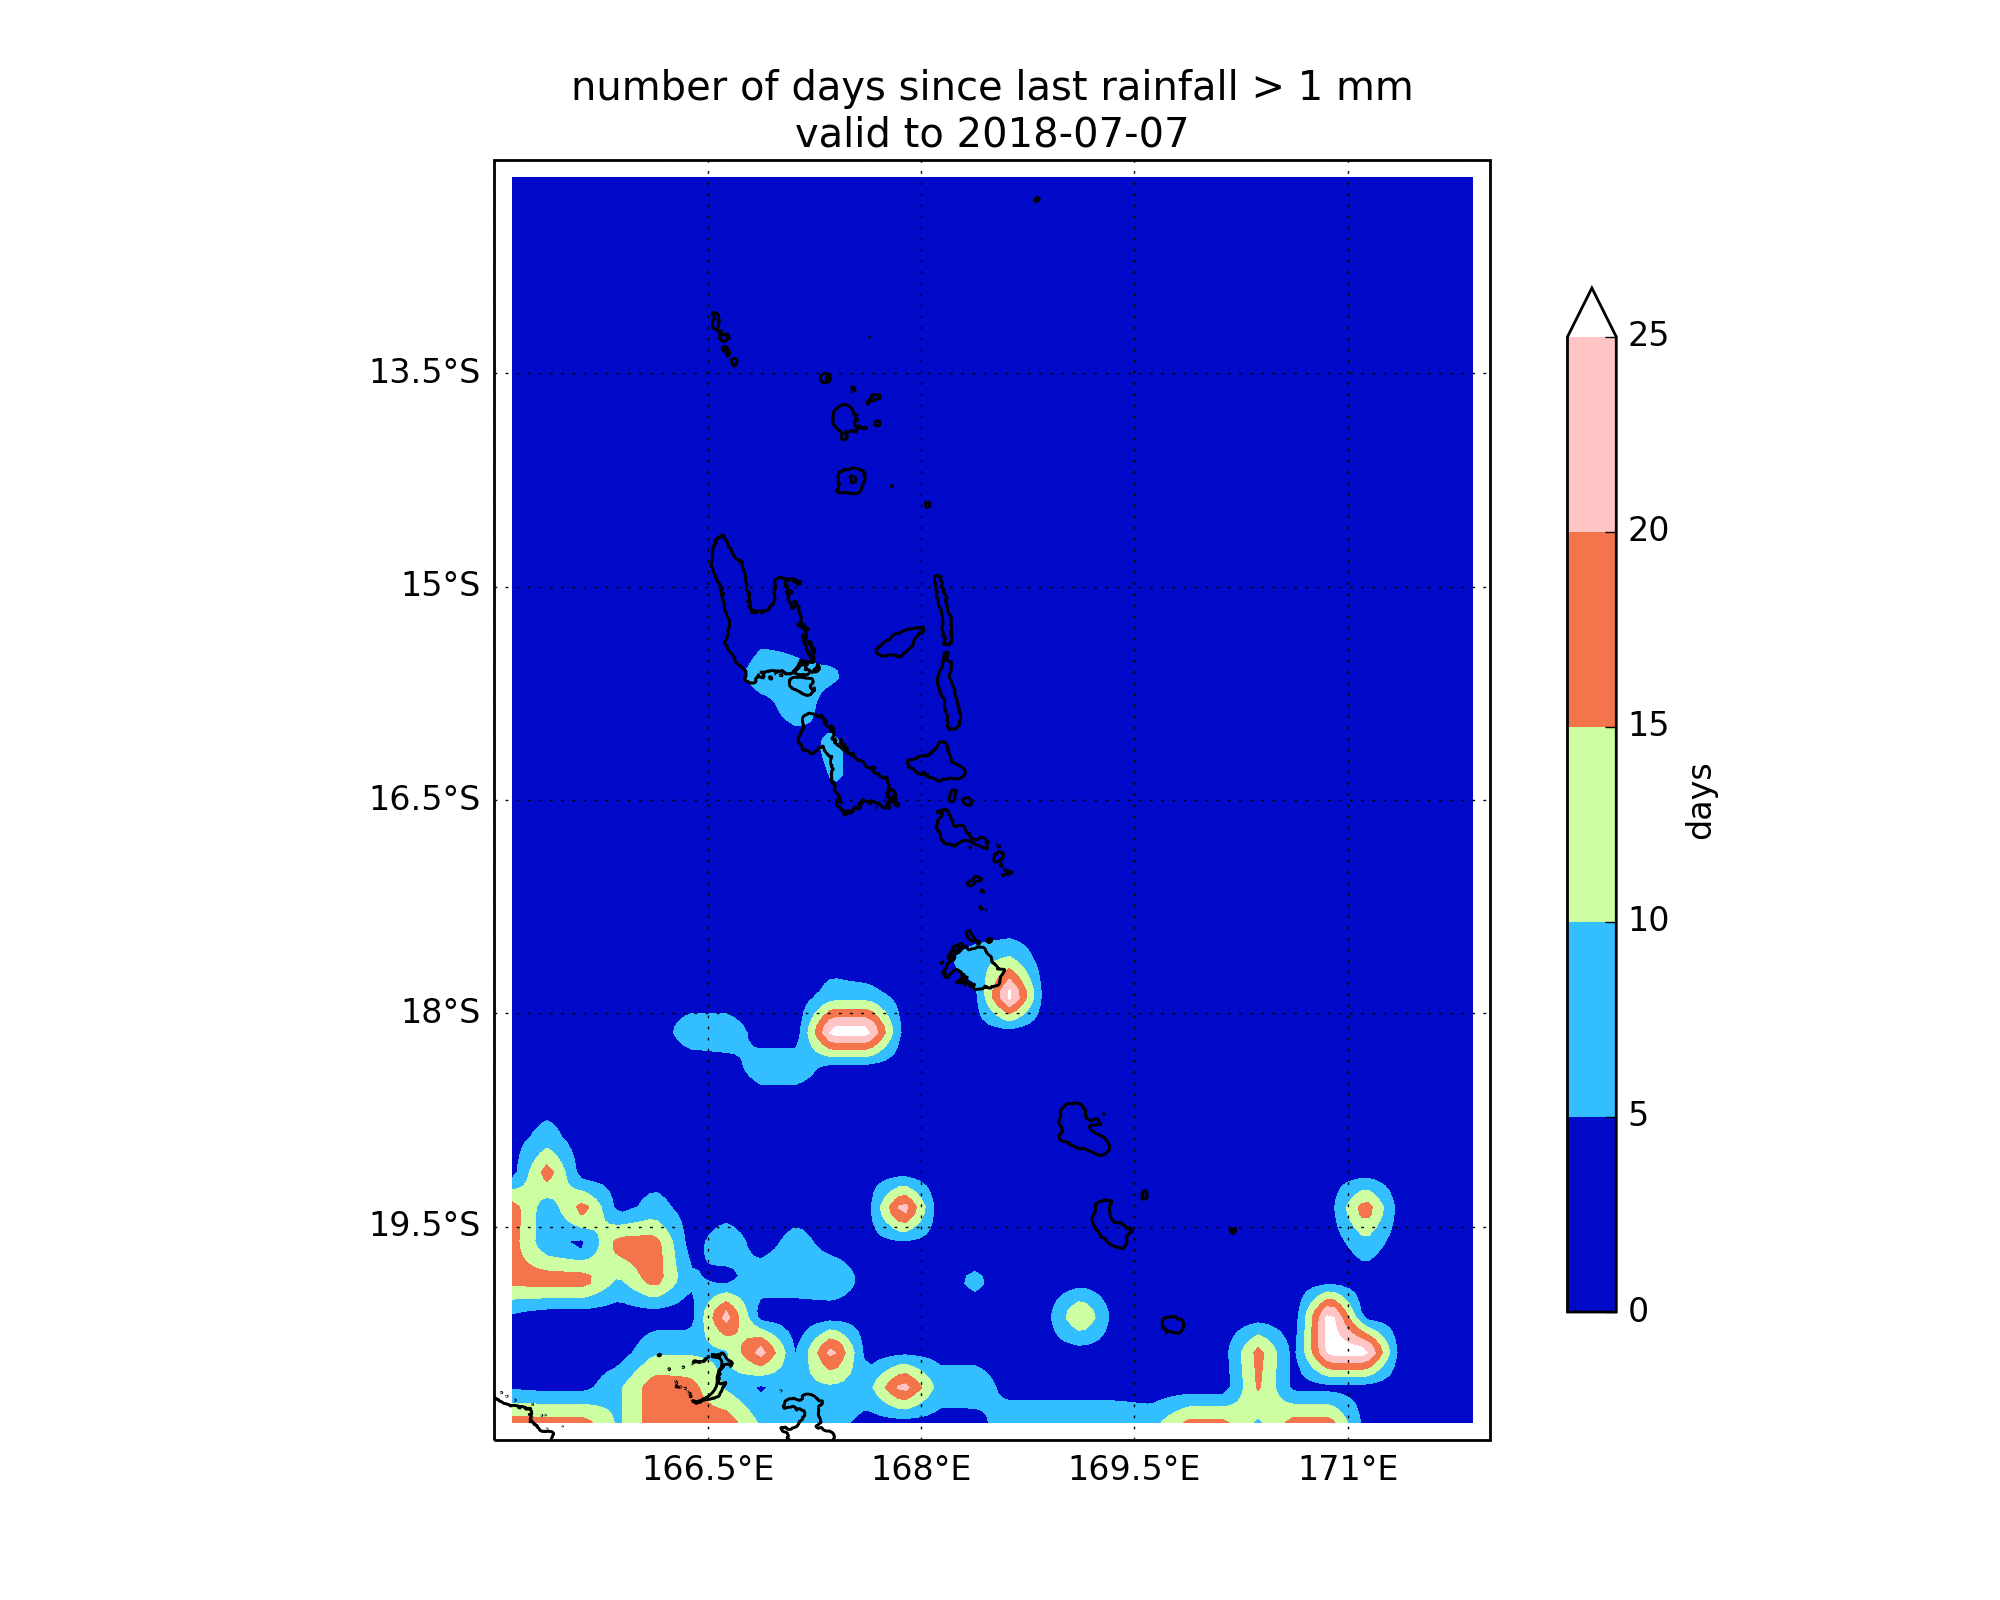 number of days since last rainfall > 1 mm
valid to 2018-07-07
13.5°S
15°S
16.5°S
18°S
19.5°S
166.5°E
168°E
169.5°E
171°E
25
20
15
10
5
0
days